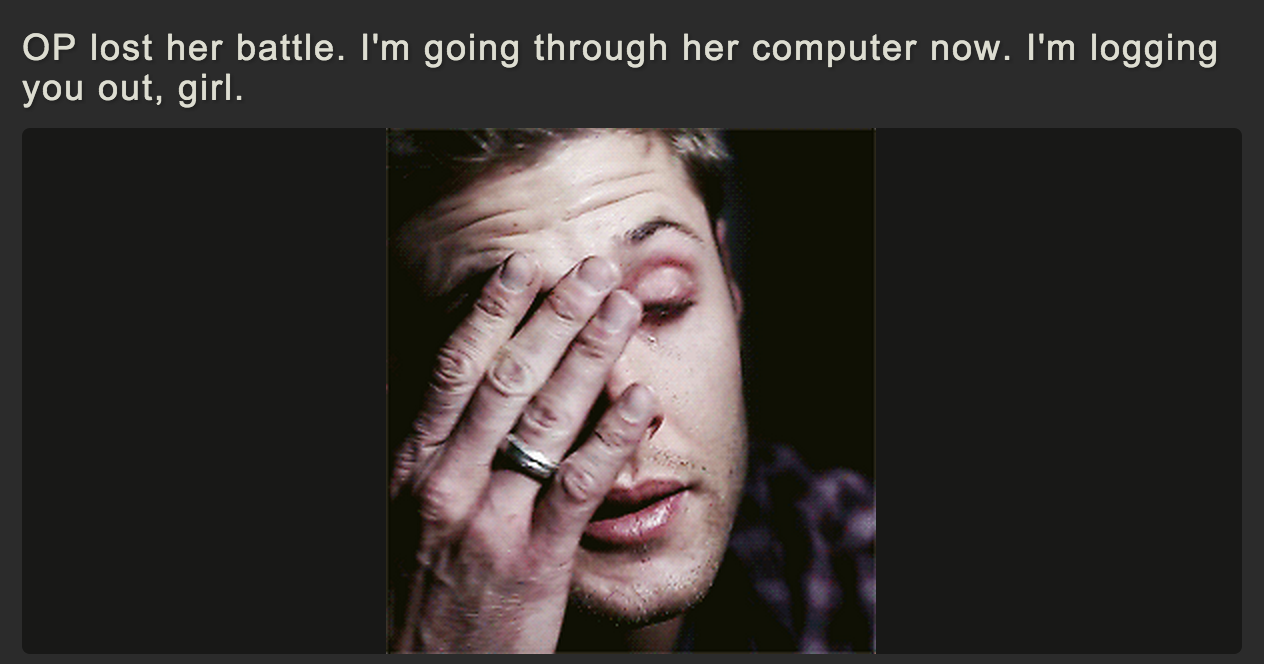 OP lost her battle. I'm going through her computer now. I'm logging
you out, girl.